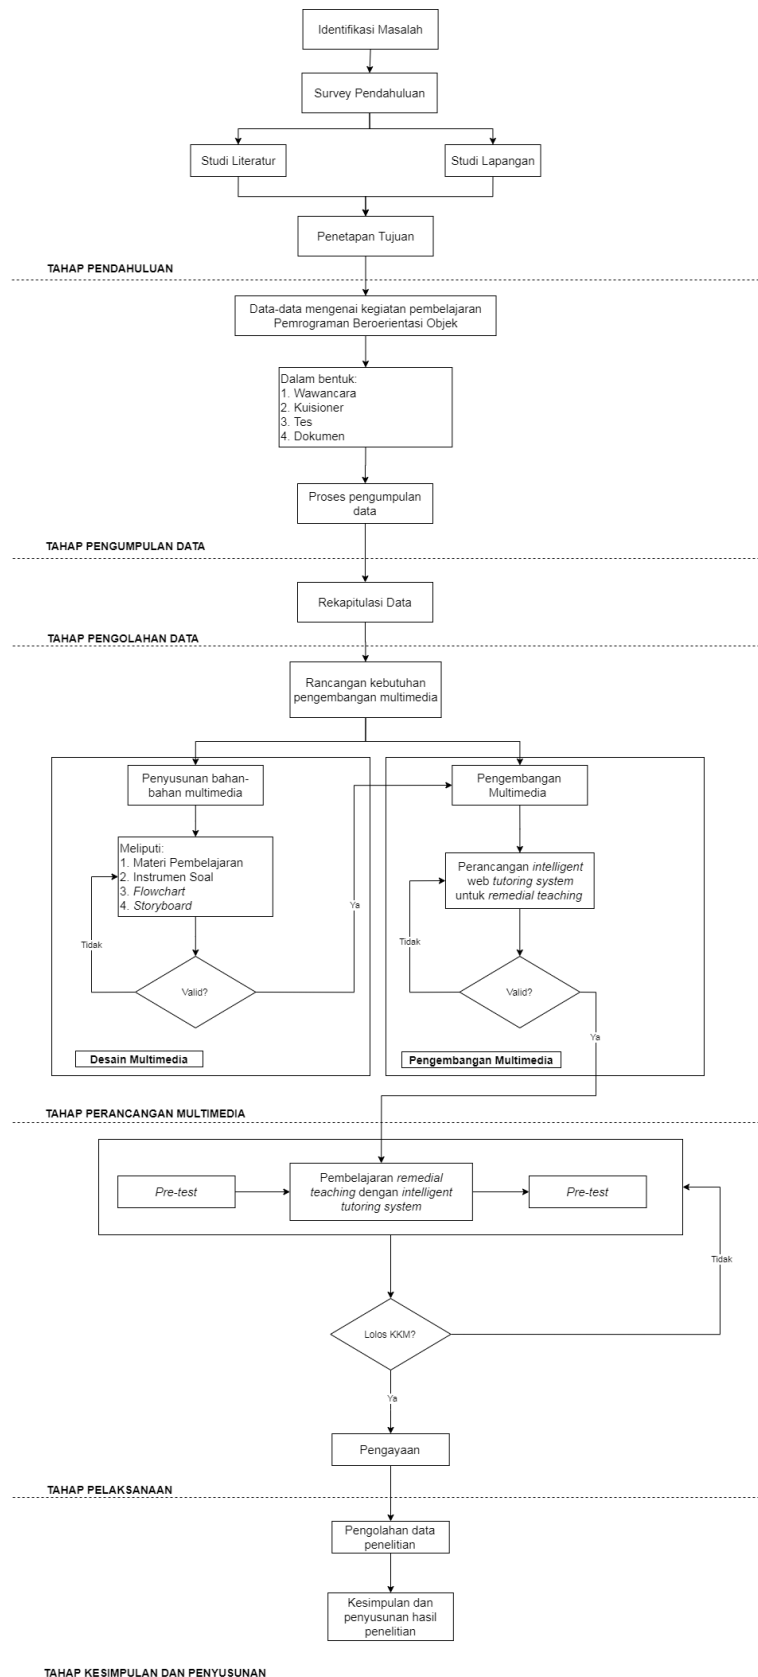 Identifikasi Masalah
Survey Pendahuluan
Studi Literatur
Studi Lapangan
Penetapan Tujuan
TAHAP PENDAHULUAN
Data-data mengenai kegiatan pembelajaran
Pemrograman Beroerientasi Objek
Dalam bentuk:
1. Wawancara
2. Kuisioner
3. Tes
4. Dokumen
Proses pengumpulan
data
TAHAP PENGUMPULAN DATA
Rekapitulasi Data
TAHAP PENGOLAHAN DATA
Rancangan kebutuhan
pengembangan multimedia
Penyusunan bahan-
bahan multimedia
Meliputi:
1. Materi Pembelajaran
2. Instrumen Soal
3. Flowchart
4. Storyboard
Tidak
Valid?
Ya
Desain Multimedia
Pengembangan
Multimedia
Perancangan intelligent
web tutoring system
untuk remedial teaching
Tidak
Valid?
Ya
Pengembangan Multimedia
TAHAP PERANCANGAN MULTIMEDIA
Pre-test
Pembelajaran remedial
teaching dengan intelligent
tutoring system
Pre-test
Tidak
Lolos KKM?
Ya
Pengayaan
TAHAP PELAKSANAAN
Pengolahan data
penelitian
Kesimpulan dan
penyusunan hasil
penelitian
TAHAP KESIMPULAN DAN PENYUSUNAN